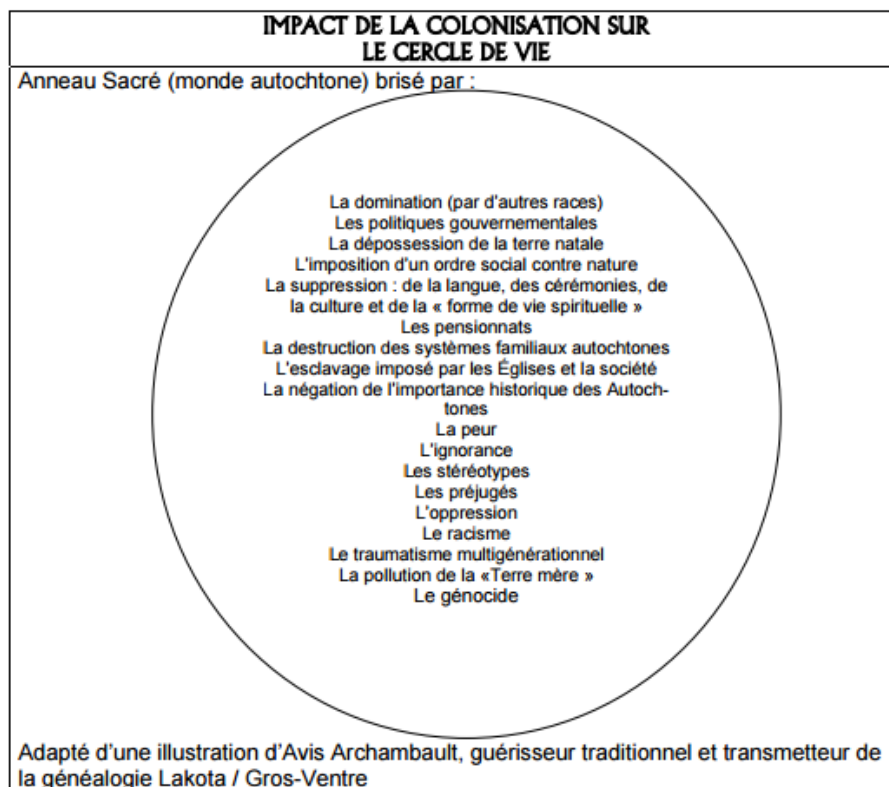 IMPACT DE LA COLONISATION SUR
LE CERCLE DE VIE
Anneau Sacré (monde autochtone) brisé par :
La domination (par d'autres races)
Les politiques gouvernementales
La dépossession de la terre natale
L'imposition d'un ordre social contre nature
La suppression : de la langue, des cérémonies, de
la culture et de la « forme de vie spirituelle »
Les pensionnats
La destruction des systèmes familiaux autochtones
L'esclavage imposé par les Églises et la société
La négation de l'importance historique des Autoch-
tones
La peur
L'ignorance
Les stéréotypes
Les préjugés
L'oppression
Le racisme
Le traumatisme multigénérationnel
La pollution de la «Terre mère »
Le génocide
Adapté d'une illustration d'Avis Archambault, guérisseur traditionnel et transmetteur de
la généalogie Lakota / Gros-Ventre